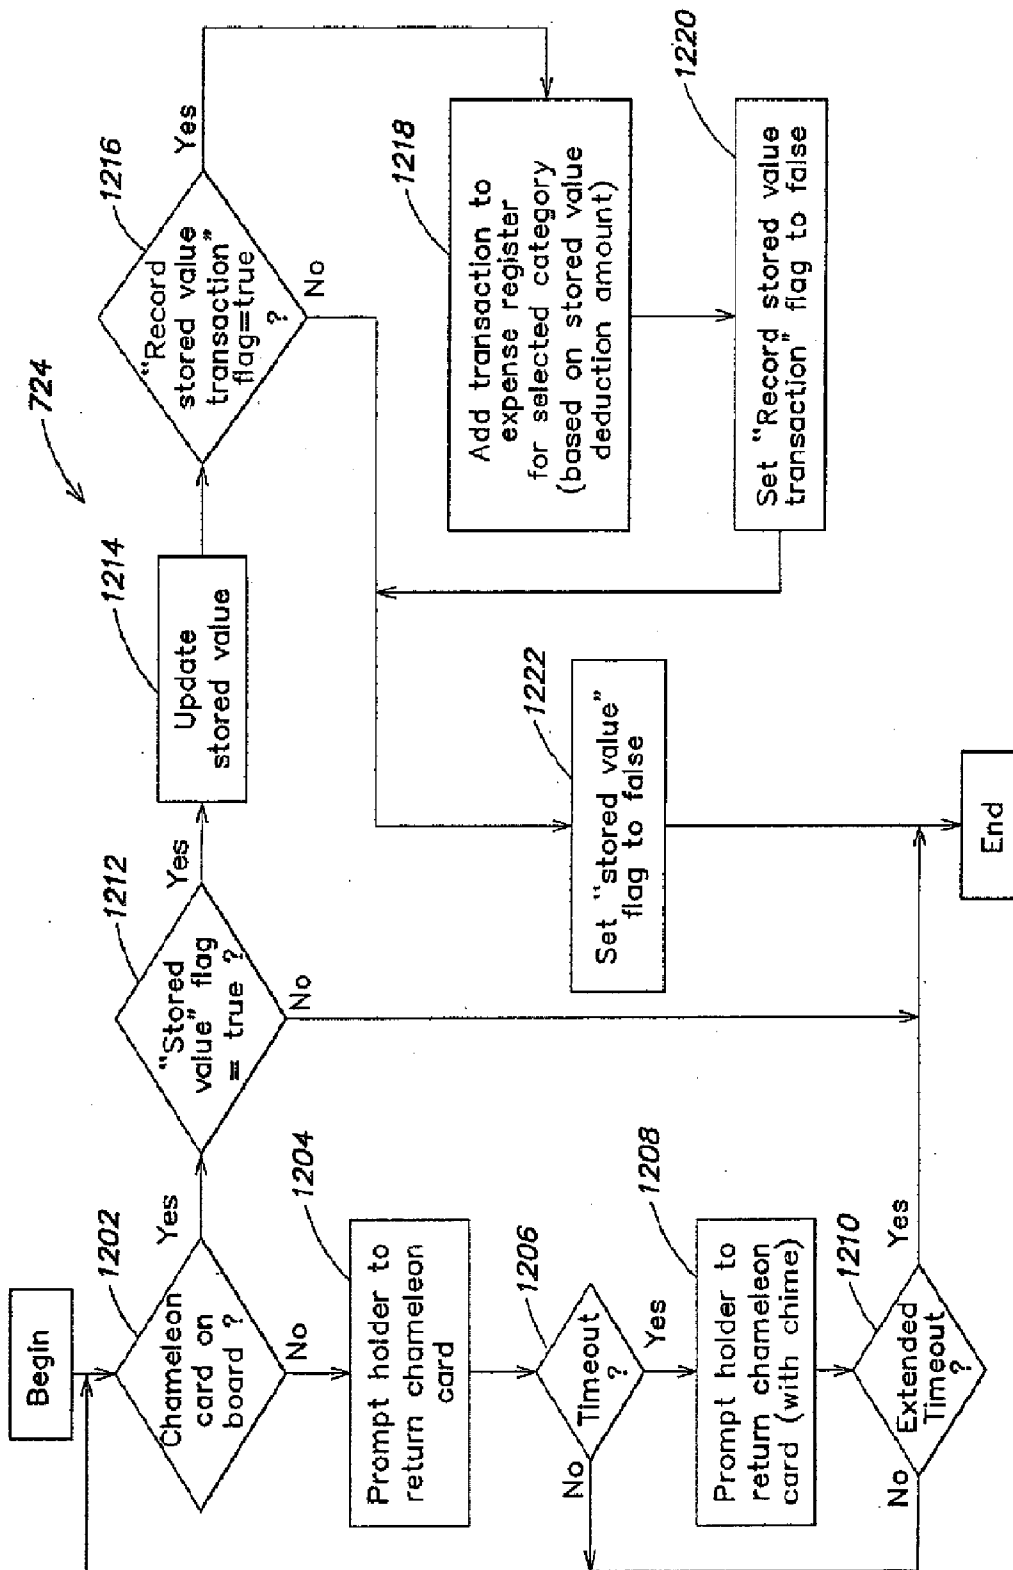 724
Begin
1202
Chameleon
card on
board ?
Yes
No
1204
Prompt holder to
return chameleon
card
1206
Timeout
?
No
Yes
1208
Prompt holder to
return chameleon
card (with chime)
1210
Extended
Timeout
?
No
Yes
1212
"Stored
value" flag
= true ?
Yes
No
1214
Update
stored value
1216
"Record
stored value
transaction"
flag=true
?
Yes
No
1218
Add transaction to
expense register
for selected category
(based on stored value
deduction amount)
1220
Set "Record stored value
transaction" flag to false
1222
Set "stored value"
flag to false
End